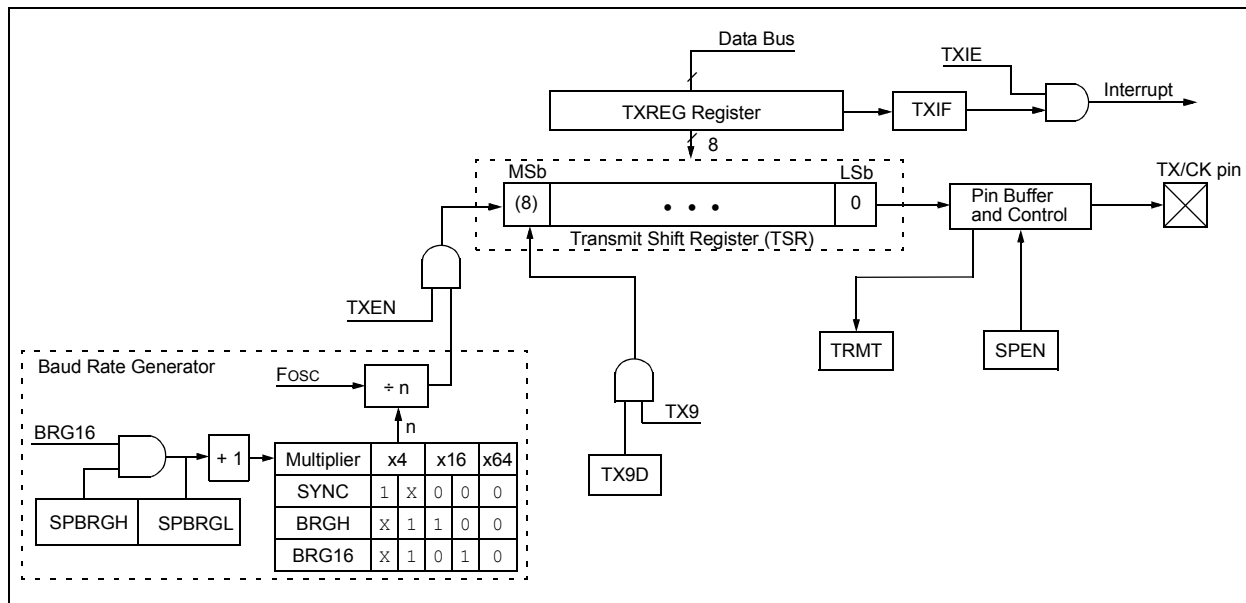 Data Bus
TXIE
Interrupt
TXREG Register
TXIF
8
MSb
LSb
TX/CK pin
(8)
• • •
0
Pin Buffer
and Control
Transmit Shift Register (TSR)
TXEN
TRMT
SPEN
Baud Rate Generator
FOSC
÷ n
TX9
n
BRG16
+ 1
Multiplier x4 x16 x64
TX9D
SYNC 1 X 0 0 0
SPBRGH SPBRGL
BRGH X 1 1 0 0
BRG16 X 1 0 1 0